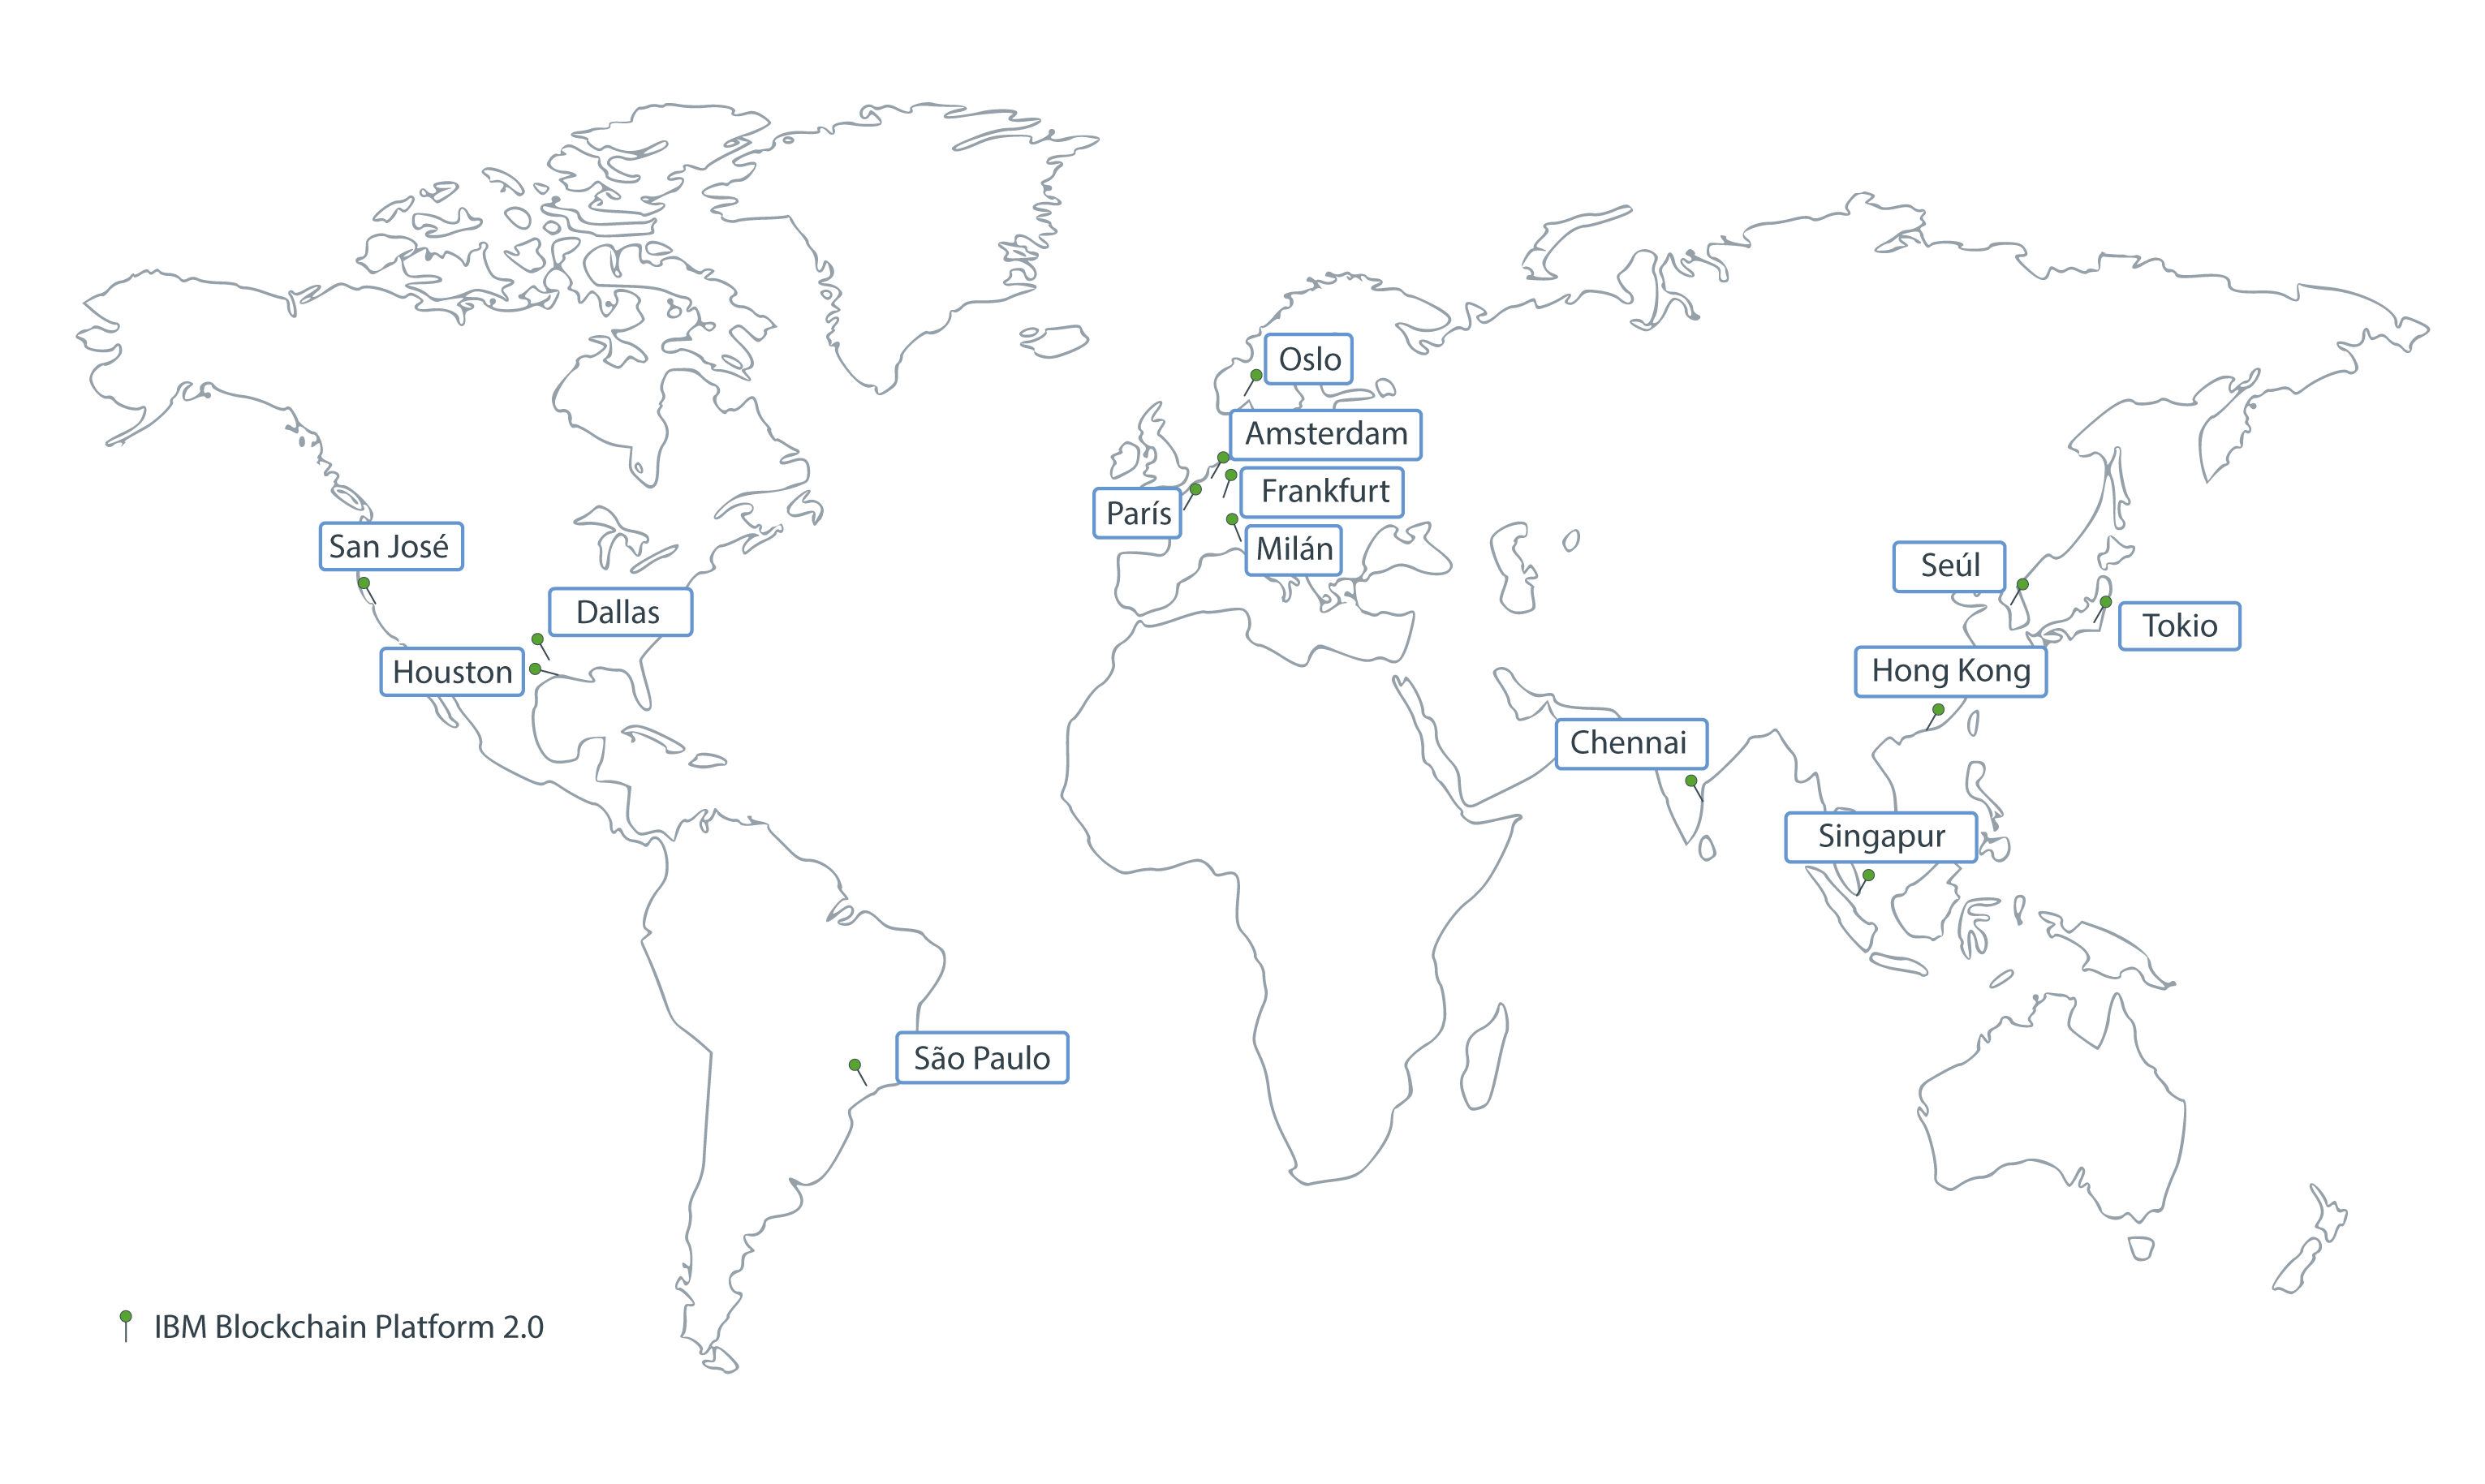 Oslo
Amsterdam
Frankfurt
París
Milán
San José
Seúl
Dallas
Tokio
Houston
Hong Kong
Chennai
Singapur
São Paulo
IBM Blockchain Platform 2.0